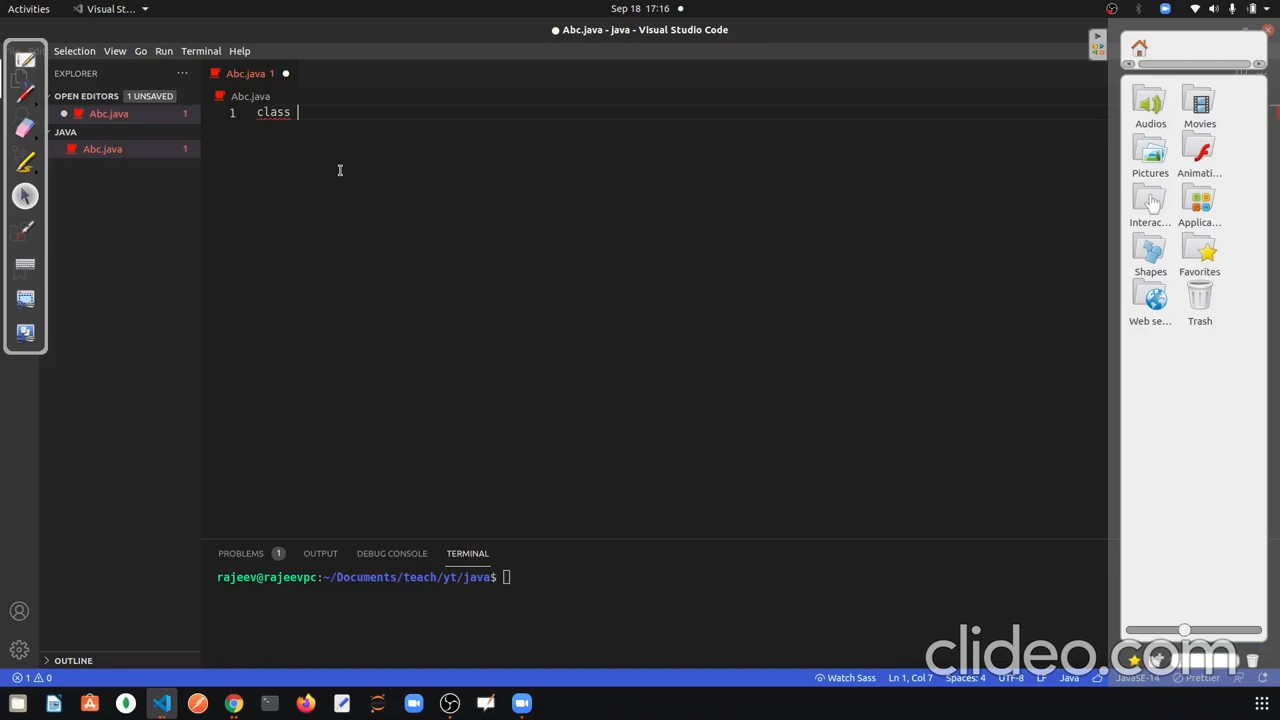 Activities
Visual St...
Sep 18 17:16
Abc.java - java - Visual Studio Code
Selection View Go Run Terminal Help
EXPLORER
Abc.java 1
OPEN EDITORS 1 UNSAVED
Abc.java
Abc.java 1
1 class
JAVA
Abc.java 1
Audios Movies
Pictures Animati...
Interac... Applica...
Shapes Favorites
Web se... Trash
PROBLEMS 1 OUTPUT DEBUG CONSOLE TERMINAL
rajeev@rajeevpc:~/Documents/teach/yt/java$
clideo.com
OUTLINE
1 0
Watch Sass Ln 1, Col 7 Spaces: 4 UTF-8 LF Java JavaSE-14 Prettier